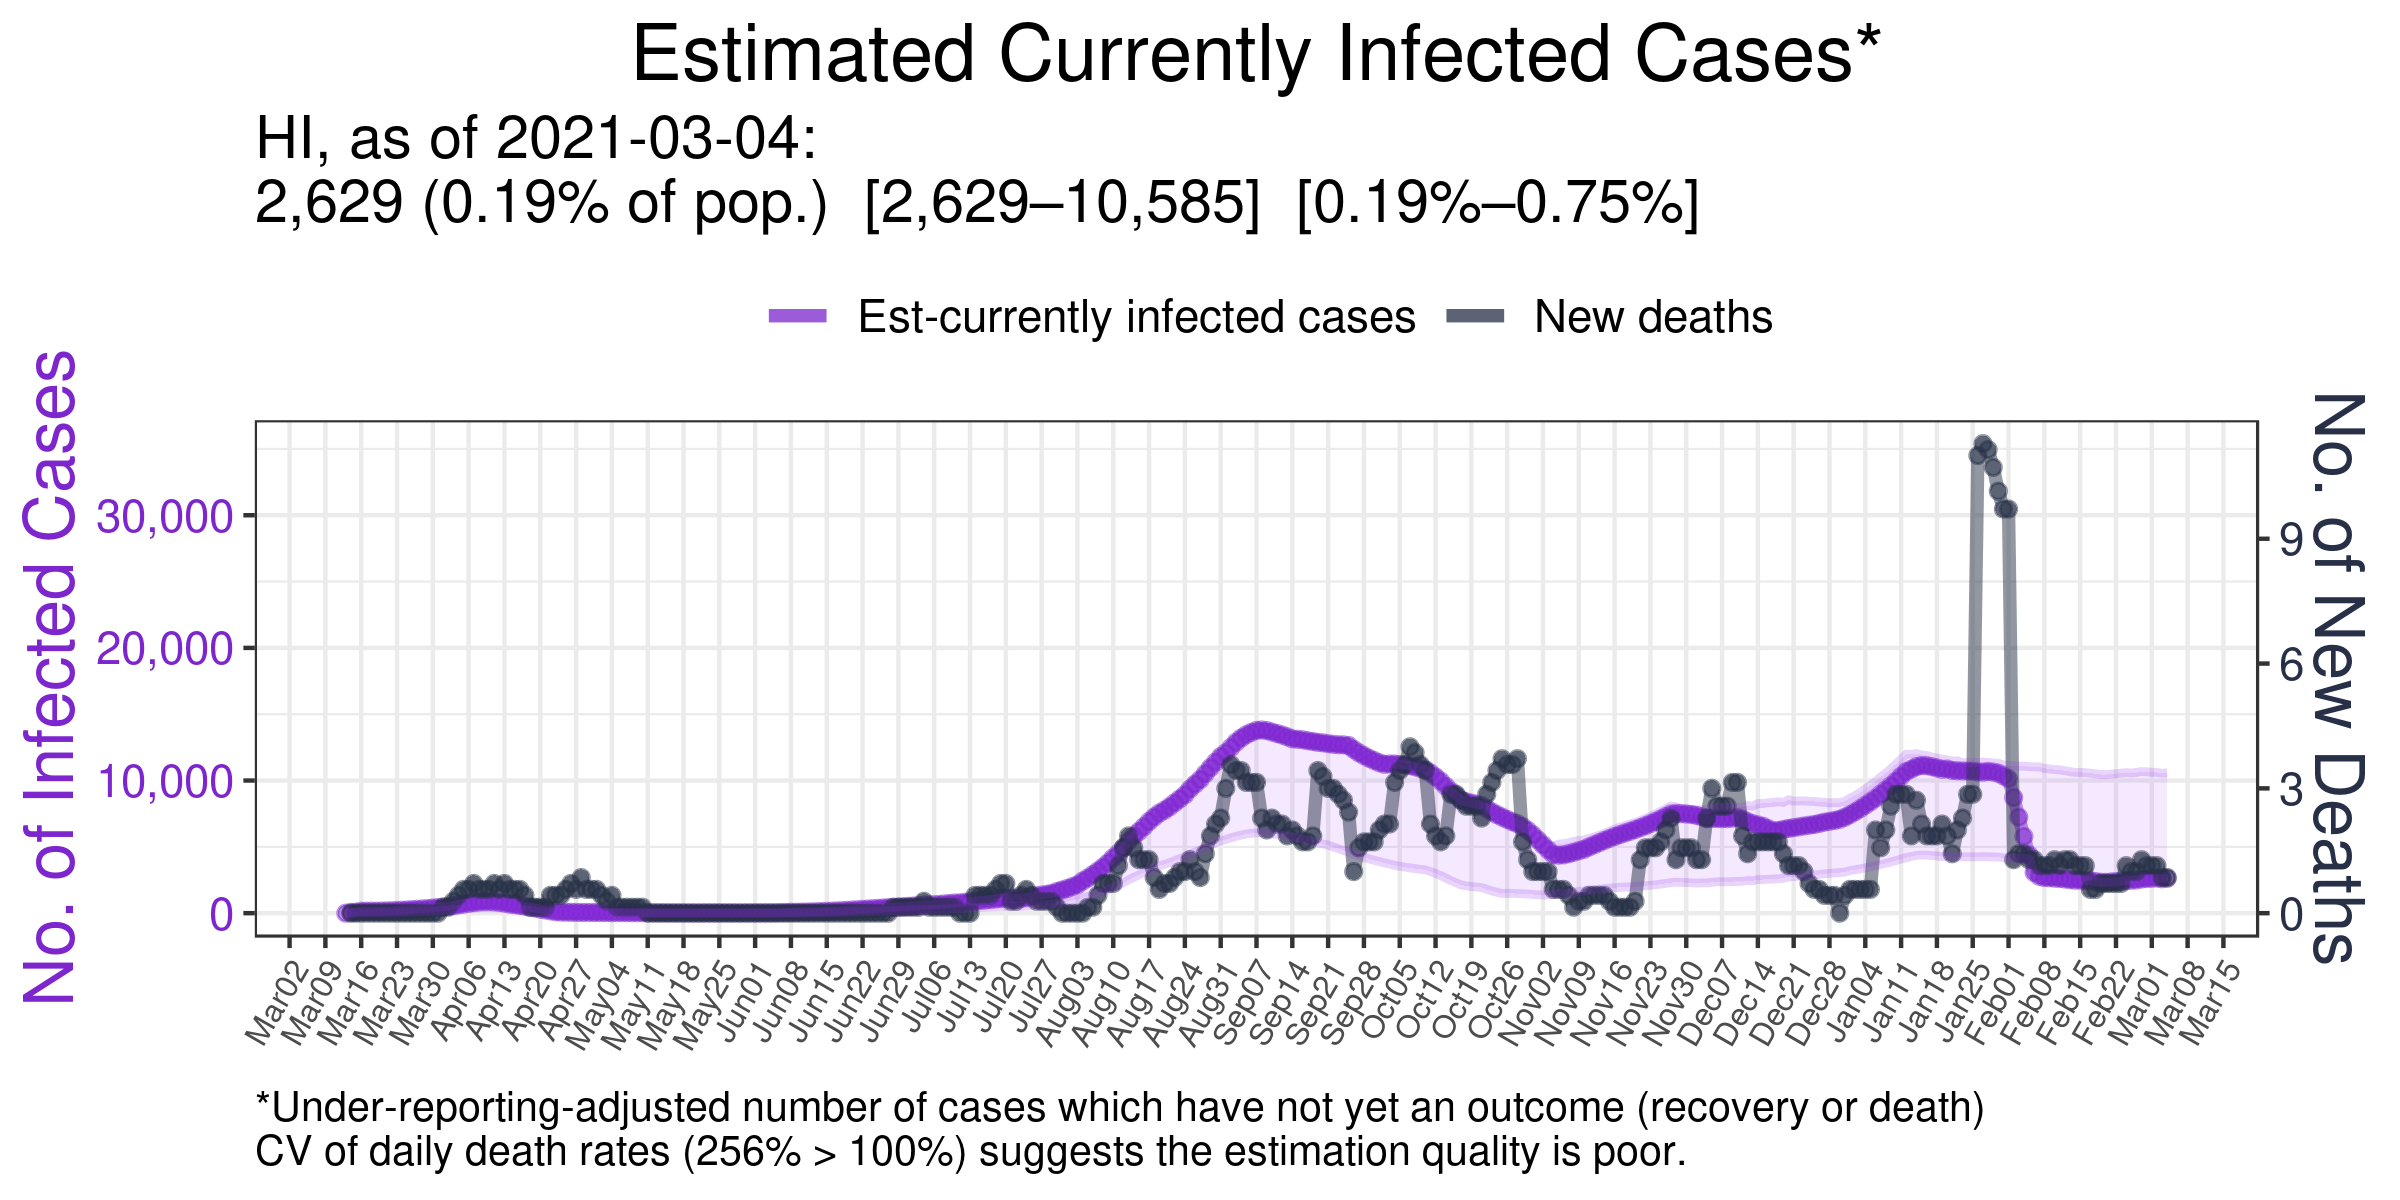 Estimated Currently Infected Cases*
HI, as of 2021-03-04:
2,629 (0.19% of pop.) [2,629–10,585] [0.19%–0.75%]
Est-currently infected cases
New deaths
No. of Infected Cases
30,000
20,000
10,000
0
No. of New Deaths
9
6
3
0
Mar02
Mar09
Mar16
Mar23
Mar30
Apr06
Apr13
Apr20
Apr27
May04
May11
May18
May25
Jun01
Jun08
Jun15
Jun22
Jun29
Jul06
Jul13
Jul20
Jul27
Aug03
Aug10
Aug17
Aug24
Aug31
Sep07
Sep14
Sep21
Sep28
Oct05
Oct12
Oct19
Oct26
Nov02
Nov09
Nov16
Nov23
Nov30
Dec07
Dec14
Dec21
Dec28
Jan04
Jan11
Jan18
Jan25
Feb01
Feb08
Feb15
Feb22
Mar01
Mar08
Mar15
*Under-reporting-adjusted number of cases which have not yet an outcome (recovery or death)
CV of daily death rates (256% > 100%) suggests the estimation quality is poor.